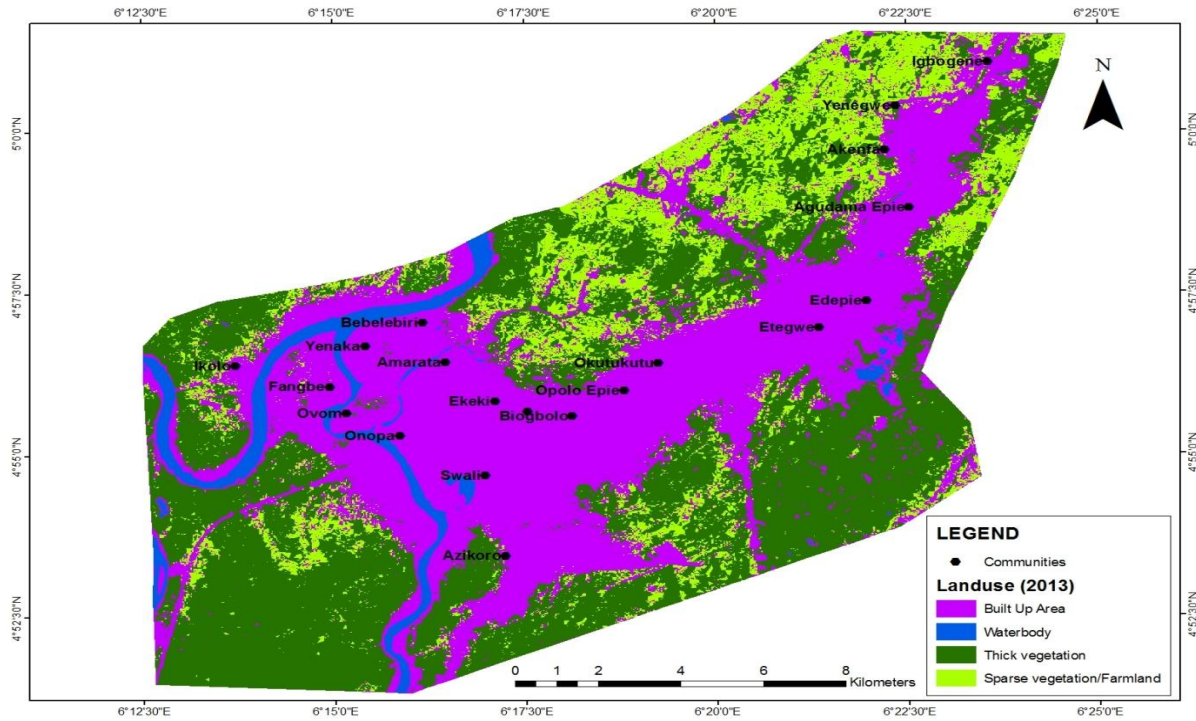 6°12'30"E 6°15'0"E 6°17'30"E 6°20'0"E 6°22'30"E 6°25'0"E
N
Igbogene
Yenegwe
5°0'0"N 5°0'0"N
Akenfa
Agudama Epie
4°57'30"N 4°57'30"N
Edepie
Bebelebiri
Etegwe
Yenaka
Amarata
Okutukutu
Ikolo
Fangbe
Opolo Epie
Ekeki
Ovom
Biogbolo
Onopa
4°55'0"N 4°55'0"N
Swali
Azikoro
LEGEND
Communities
Landuse (2013)
Built Up Area
Waterbody
Thick vegetation
Sparse vegetation/Farmland
4°52'30"N 4°52'30"N
0 1 2 4 6 8
Kilometers
6°12'30"E 6°15'0"E 6°17'30"E 6°20'0"E 6°22'30"E 6°25'0"E